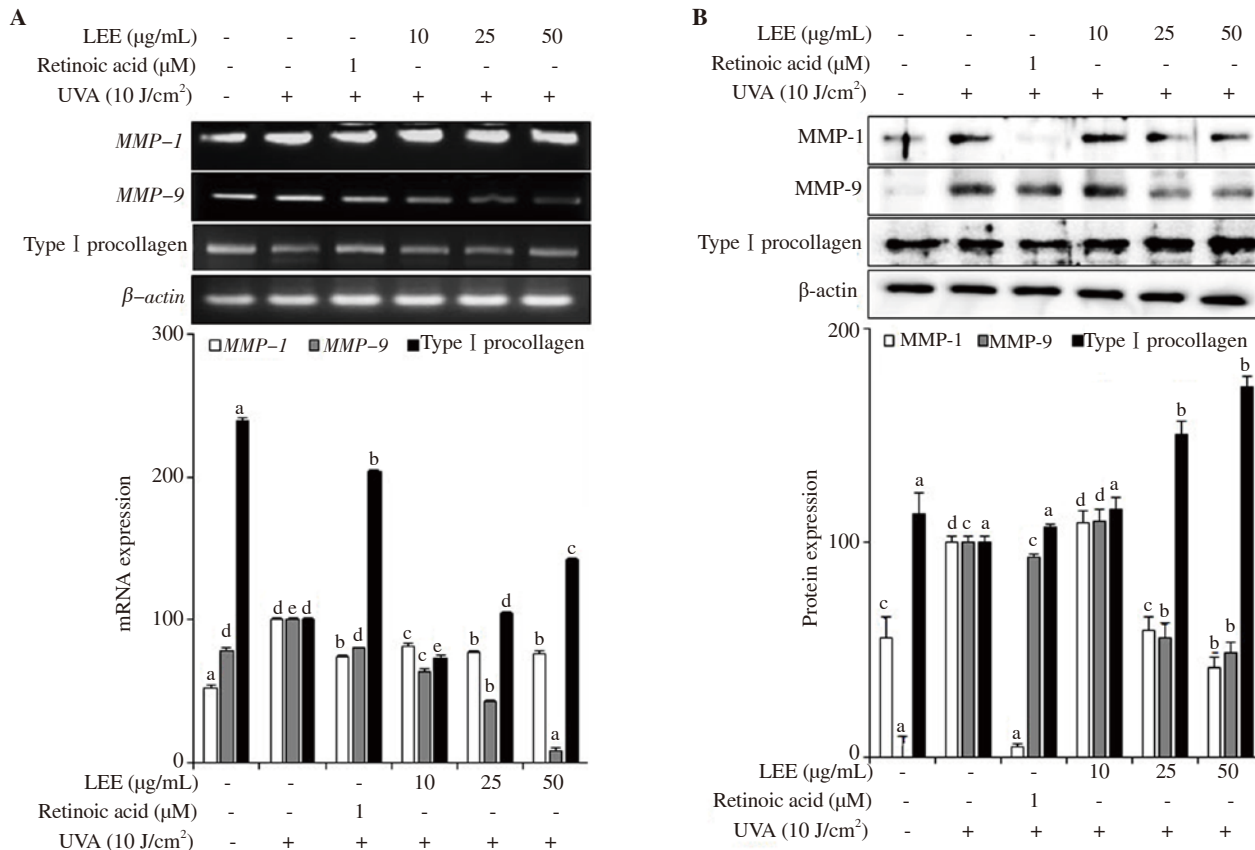 A
LEE (μg/mL) - - - 10 25 50
Retinoic acid (μM) - - 1 - - -
UVA (10 J/cm²) - + + + + +
MMP-1
MMP-9
Type Ⅰ procollagen
β-actin
300
MMP-1 MMP-9 Type Ⅰ procollagen
a
b
200
c
mRNA expression
100
d e d
d
d
b d
c c e
b b
b
a
a
0
LEE (μg/mL) - - - 10 25 50
Retinoic acid (μM) - - 1 - - -
UVA (10 J/cm²) - + + + + +
B
LEE (μg/mL) - - - 10 25 50
Retinoic acid (μM) - - 1 - - -
UVA (10 J/cm²) - + + + + +
MMP-1
MMP-9
Type Ⅰ procollagen
β-actin
200
MMP-1 MMP-9 Type Ⅰ procollagen
b
b
Protein expression
a
d d a
a
d c a
c
100
c
b b
b b
a
a
0
LEE (μg/mL) - - - 10 25 50
Retinoic acid (μM) - - 1 - - -
UVA (10 J/cm²) - + + + + +